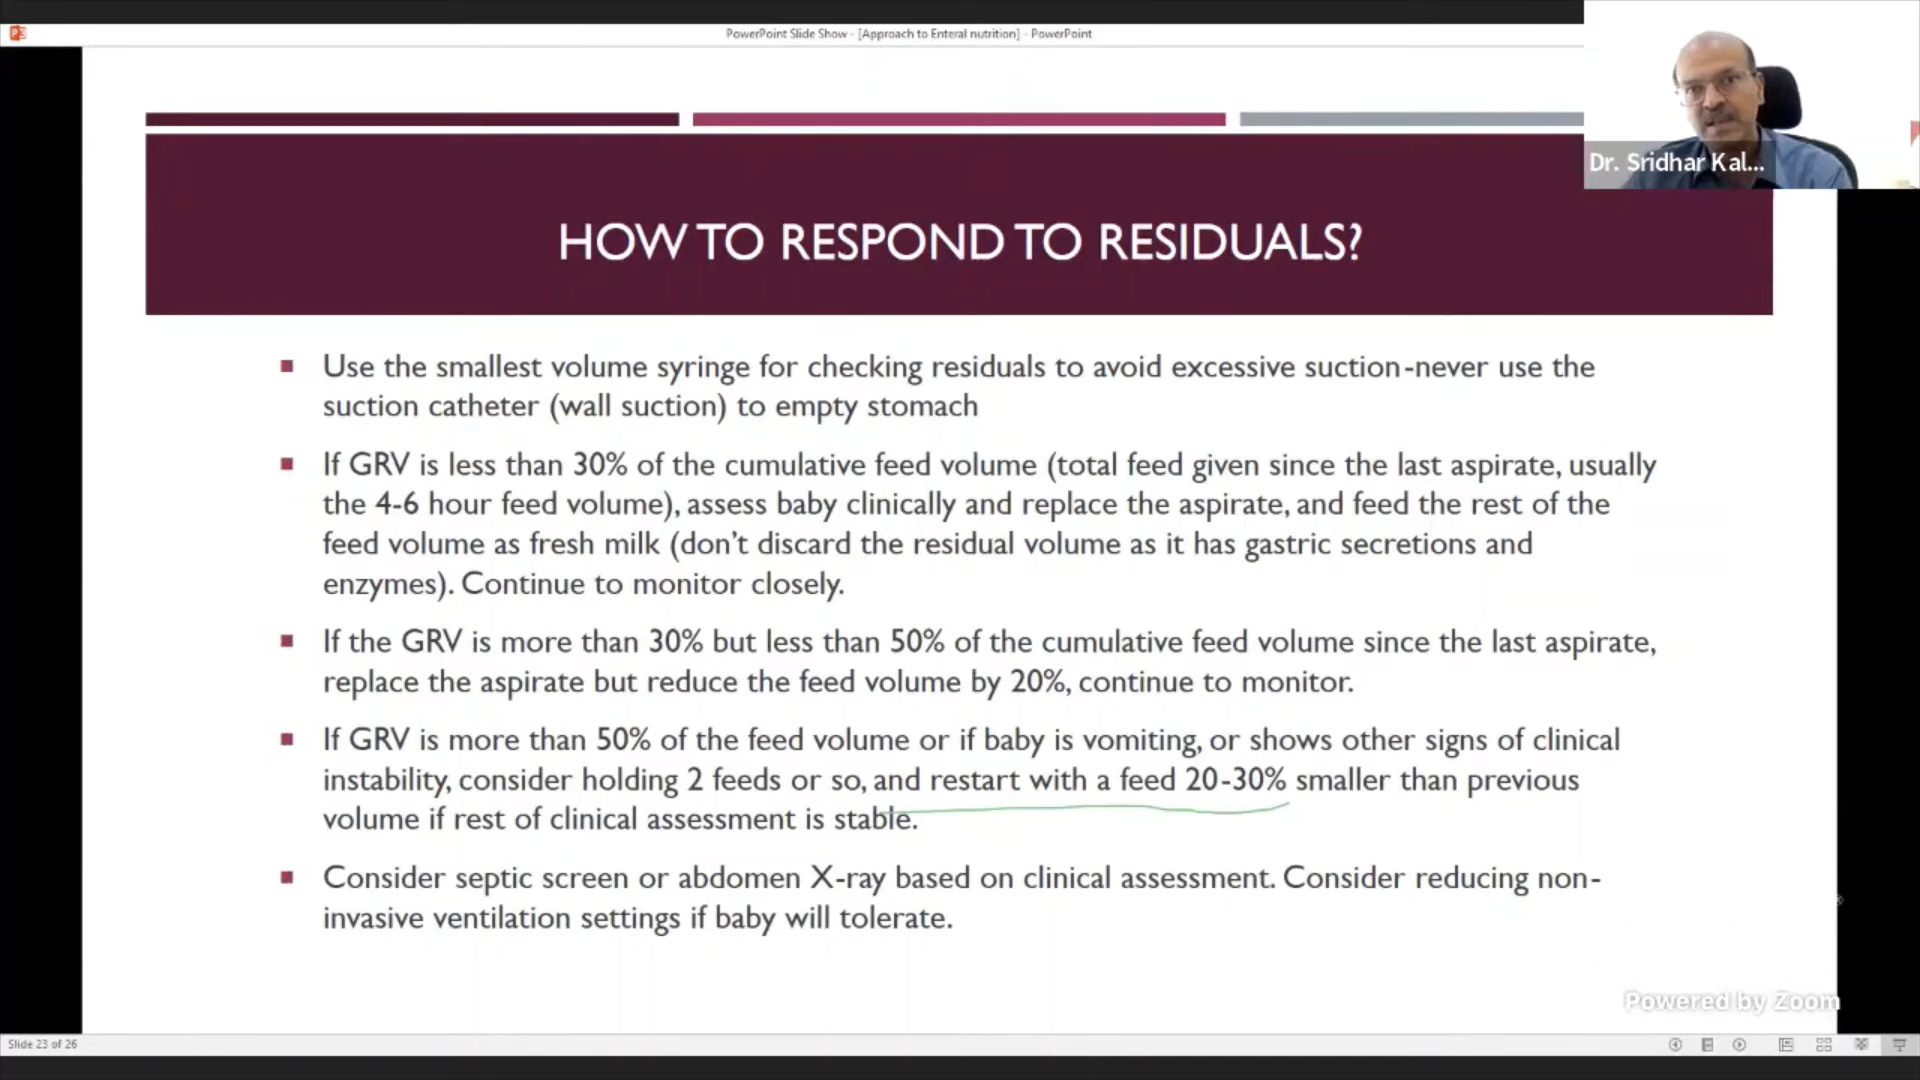 PowerPoint Slide Show - [Approach to Enteral nutrition] - PowerPoint
Dr. Sridhar Kal...
HOW TO RESPOND TO RESIDUALS?
Use the smallest volume syringe for checking residuals to avoid excessive suction-never use the
suction catheter (wall suction) to empty stomach
If GRV is less than 30% of the cumulative feed volume (total feed given since the last aspirate, usually
the 4-6 hour feed volume), assess baby clinically and replace the aspirate, and feed the rest of the
feed volume as fresh milk (don't discard the residual volume as it has gastric secretions and
enzymes). Continue to monitor closely.
If the GRV is more than 30% but less than 50% of the cumulative feed volume since the last aspirate,
replace the aspirate but reduce the feed volume by 20%, continue to monitor.
If GRV is more than 50% of the feed volume or if baby is vomiting, or shows other signs of clinical
instability, consider holding 2 feeds or so, and restart with a feed 20-30% smaller than previous
volume if rest of clinical assessment is stable.
Consider septic screen or abdomen X-ray based on clinical assessment. Consider reducing non-
invasive ventilation settings if baby will tolerate.
Powered by Zoom
Slide 23 of 26